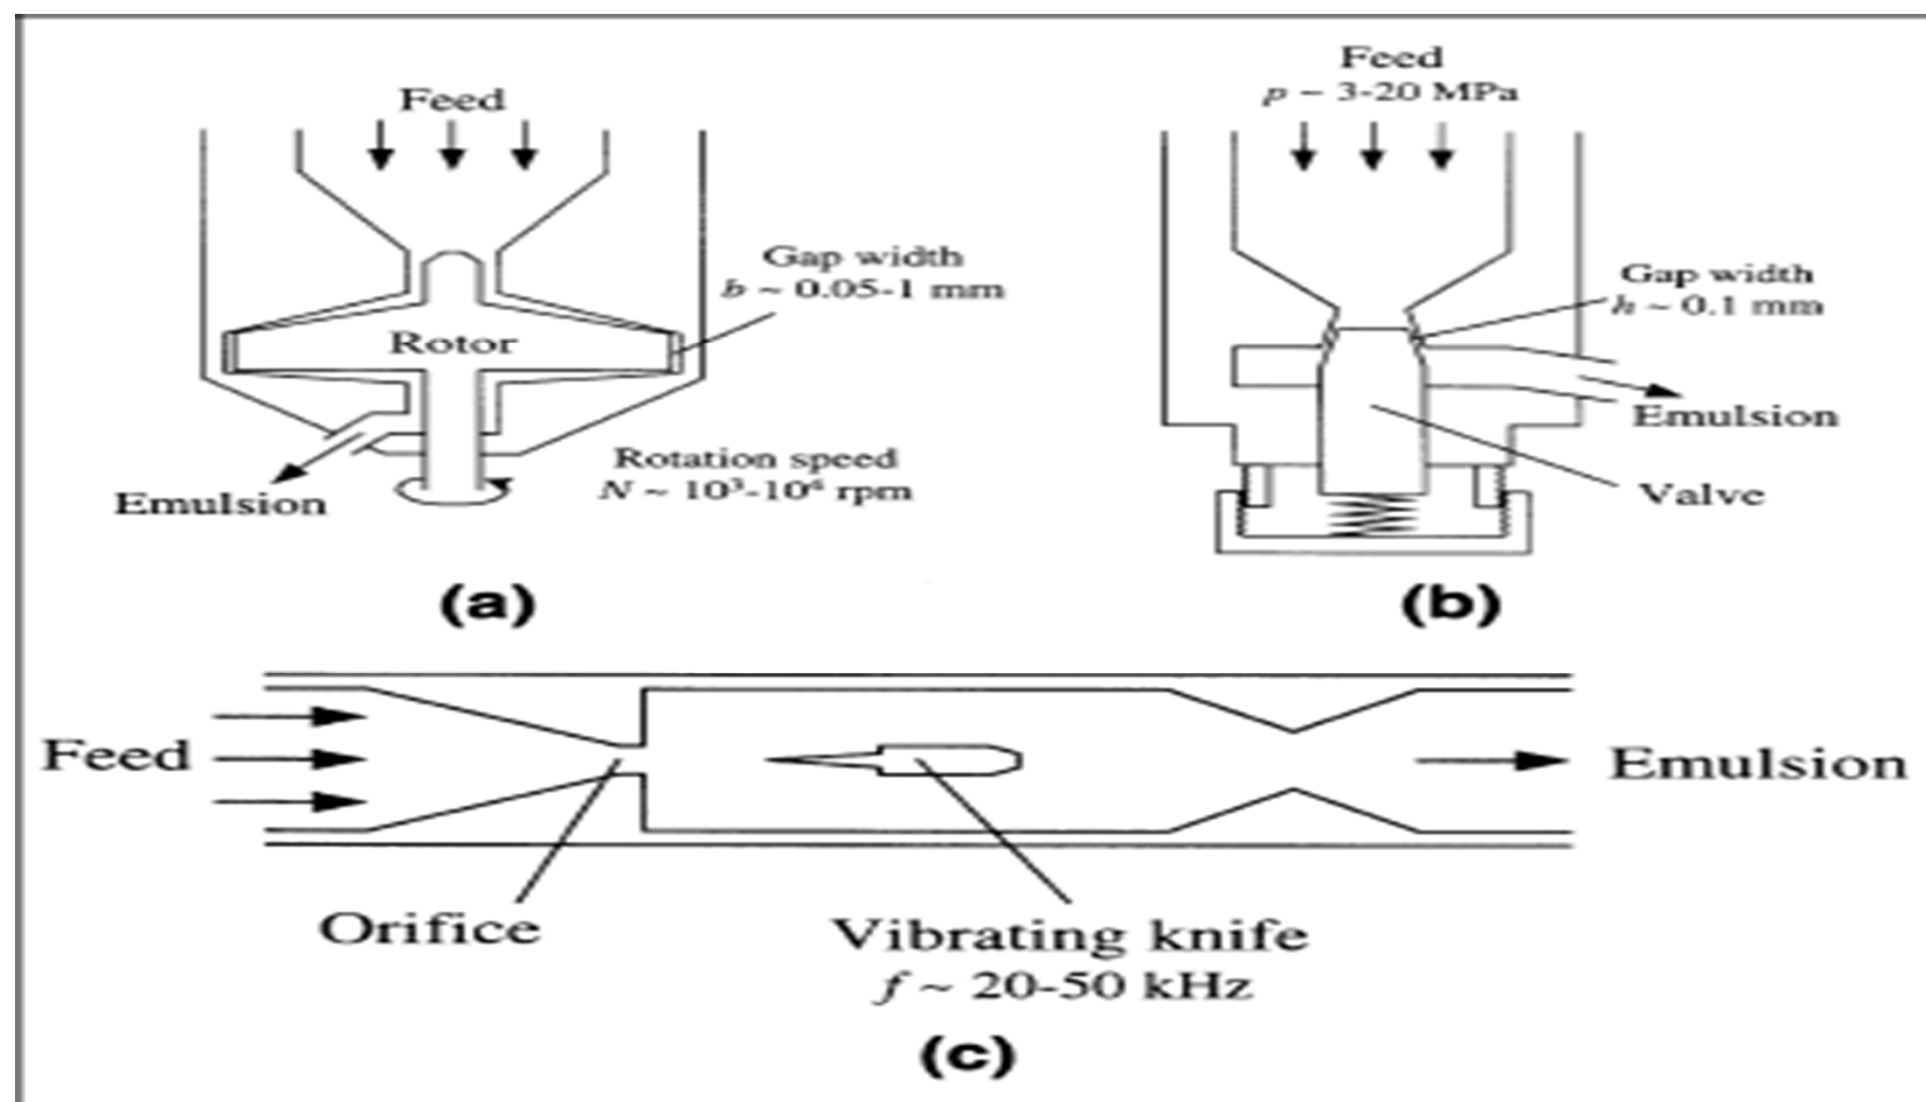 Feed
Gap width
b ~ 0.05-1 mm
Rotor
Rotation speed
N ~ 10³-10⁴ rpm
Emulsion
(a)
Feed
p ~ 3-20 MPa
Gap width
h ~ 0.1 mm
Emulsion
Valve
(b)
Feed
Emulsion
Orifice
Vibrating knife
f ~ 20-50 kHz
(c)